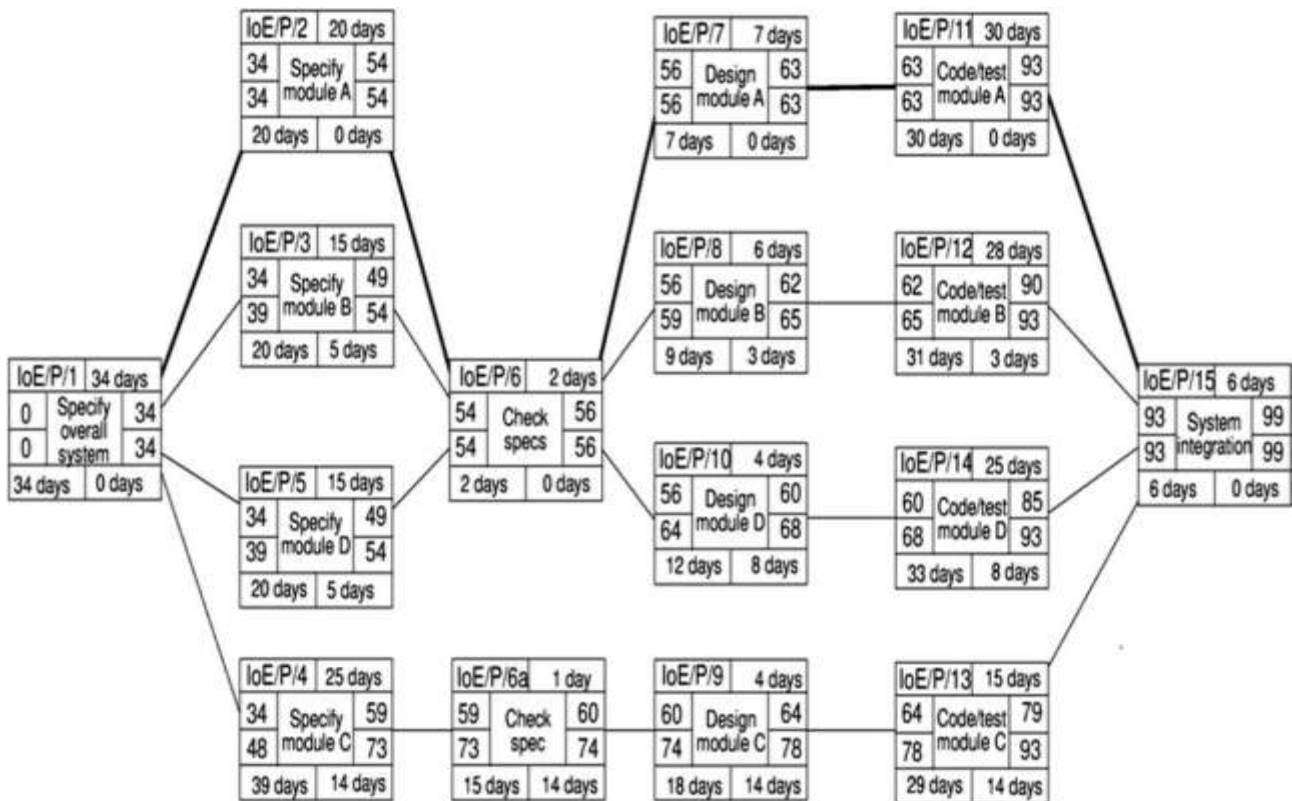 IoE/P/2 20 days
34 Specify module A 54
34 54
20 days 0 days
IoE/P/7 7 days
56 Design module A 63
56 63
7 days 0 days
IoE/P/11 30 days
63 Code/test module A 93
63 93
30 days 0 days
IoE/P/3 15 days
34 Specify module B 49
39 54
20 days 5 days
IoE/P/8 6 days
56 Design module B 62
59 65
9 days 3 days
IoE/P/12 28 days
62 Code/test module B 90
65 93
31 days 3 days
IoE/P/1 34 days
0 Specify overall system 34
0 34
34 days 0 days
IoE/P/6 2 days
54 Check specs 56
54 56
2 days 0 days
IoE/P/15 6 days
93 System integration 99
93 99
6 days 0 days
IoE/P/5 15 days
34 Specify module D 49
39 54
20 days 5 days
IoE/P/10 4 days
56 Design module D 60
64 68
12 days 8 days
IoE/P/14 25 days
60 Code/test module D 85
68 93
33 days 8 days
IoE/P/4 25 days
34 Specify module C 59
48 73
39 days 14 days
IoE/P/6a 1 day
59 Check spec 60
73 74
15 days 14 days
IoE/P/9 4 days
60 Design module C 64
74 78
18 days 14 days
IoE/P/13 15 days
64 Code/test module C 79
78 93
29 days 14 days